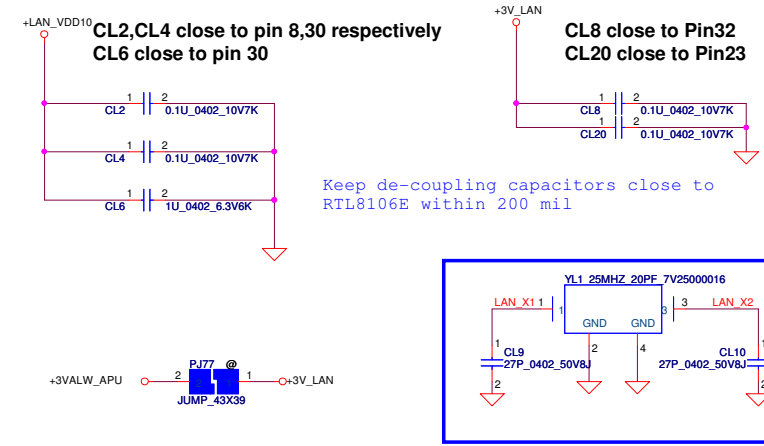 +LAN_VDD10
CL2,CL4 close to pin 8,30 respectively
CL6 close to pin 30
1 2
CL2 0.1U_0402_10V7K
1 2
CL4 0.1U_0402_10V7K
1 2
CL6 1U_0402_6.3V6K
+3V_LAN
CL8 close to Pin32
CL20 close to Pin23
1 2
CL8 0.1U_0402_10V7K
1 2
CL20 0.1U_0402_10V7K
Keep de-coupling capacitors close to
RTL8106E within 200 mil
YL1 25MHZ_20PF_7V25000016
LAN_X1 1 1 3 3 LAN_X2
GND GND
2 4
1 1
CL9 CL10
27P_0402_50V8J 27P_0402_50V8J
2 2
PJ77 @
+3VALW_APU 2 2 1 1 +3V_LAN
JUMP_43X39